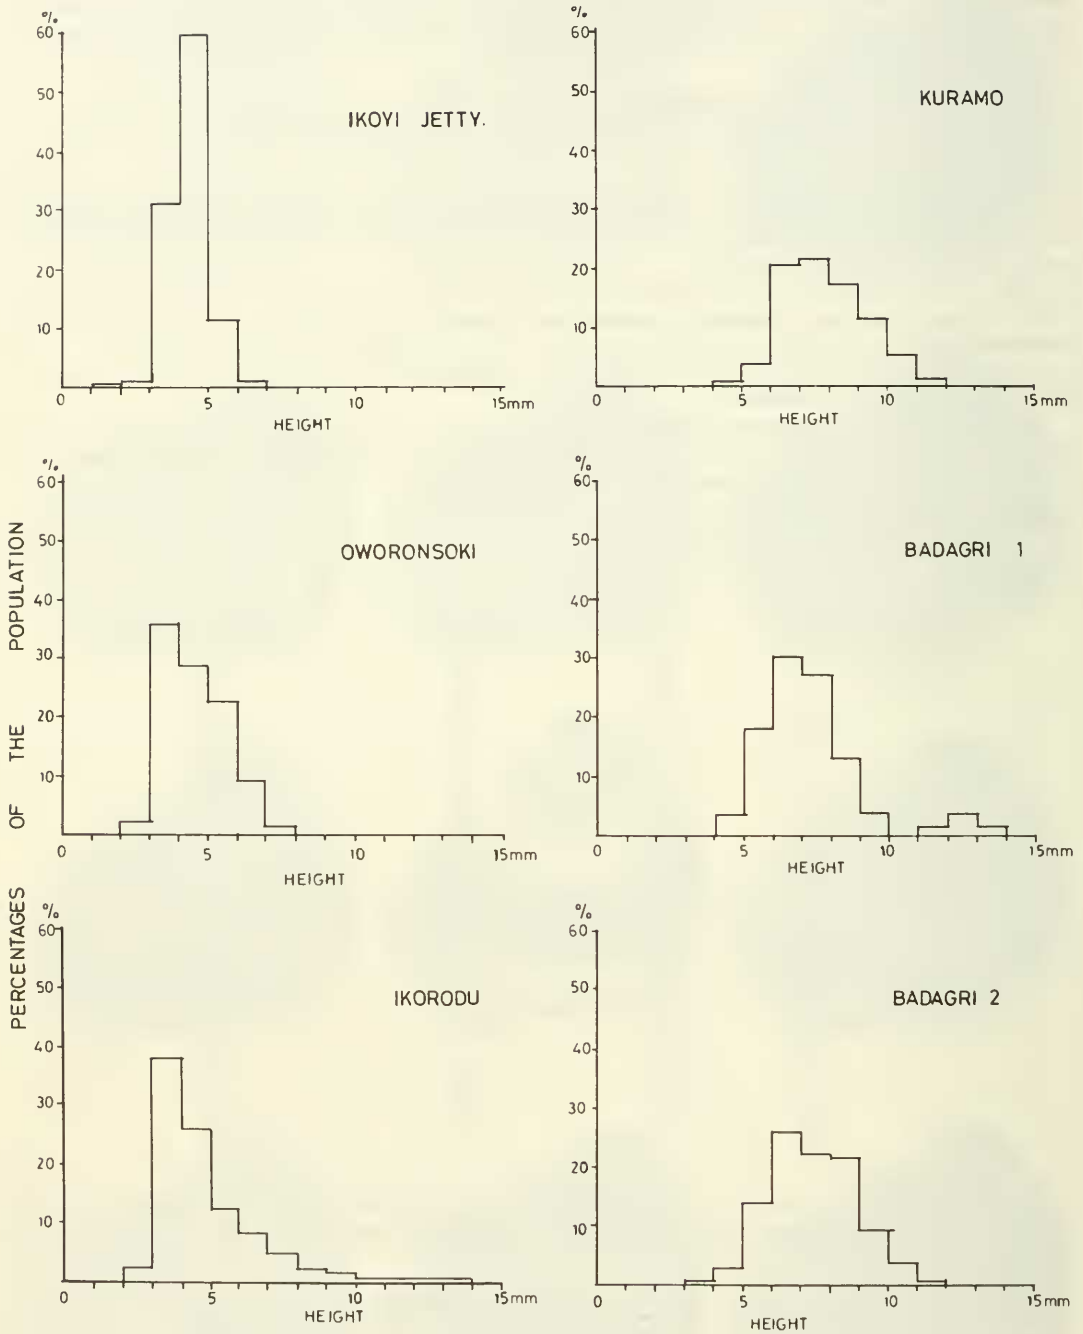 PERCENTAGES OF THE POPULATION
%
60
50
40
30
20
10
0 5 10 15mm
HEIGHT
IKOYI JETTY.
%
60
50
40
30
20
10
0 5 10 15mm
HEIGHT
KURAMO
%
60
50
40
30
20
10
0 5 10 15mm
HEIGHT
OWORONSOKI
%
60
50
40
30
20
10
0 5 10 15mm
HEIGHT
BADAGRI 1
%
60
50
40
30
20
10
0 5 10 15mm
HEIGHT
IKORODU
%
60
50
40
30
20
10
0 5 10 15mm
HEIGHT
BADAGRI 2